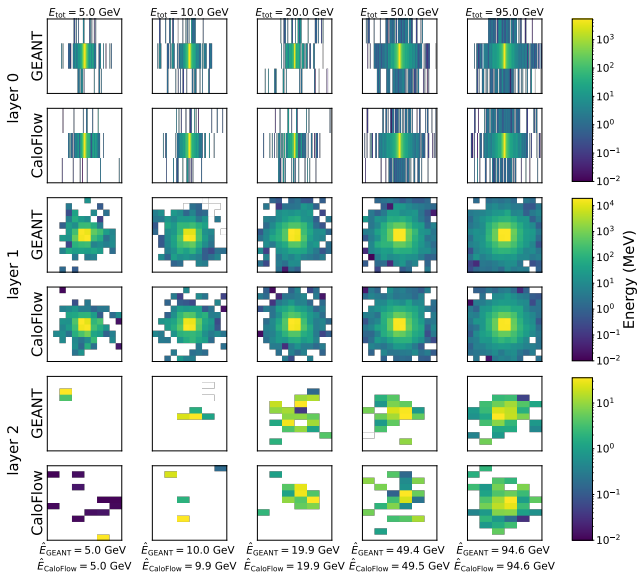 E_tot = 5.0 GeV E_tot = 10.0 GeV E_tot = 20.0 GeV E_tot = 50.0 GeV E_tot = 95.0 GeV
layer 0
GEANT
CaloFlow
10^3
10^2
10^1
10^0
10^−1
10^−2
layer 1
GEANT
CaloFlow
10^4
10^3
10^2
10^1
10^0
10^−1
10^−2
Energy (MeV)
layer 2
GEANT
CaloFlow
10^1
10^0
10^−1
10^−2
Ê_GEANT = 5.0 GeV Ê_GEANT = 10.0 GeV Ê_GEANT = 19.9 GeV Ê_GEANT = 49.4 GeV Ê_GEANT = 94.6 GeV
Ê_CaloFlow = 5.0 GeV Ê_CaloFlow = 9.9 GeV Ê_CaloFlow = 19.9 GeV Ê_CaloFlow = 49.5 GeV Ê_CaloFlow = 94.6 GeV